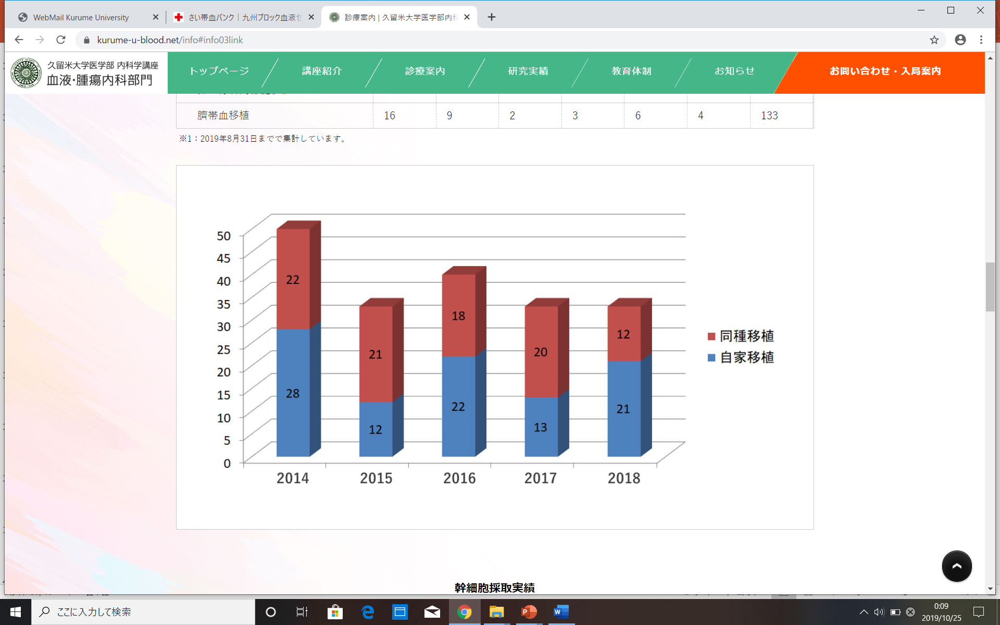 WebMail Kurume University
さい帯血バンク｜九州ブロック血液セ
診療案内 | 久留米大学医学部内科
kurume-u-blood.net/info#info03link
久留米大学医学部 内科学講座
血液・腫瘍内科部門
トップページ
講座紹介
診療案内
研究実績
教育体制
お知らせ
お問い合わせ・入局案内
臍帯血移植 16 9 2 3 6 4 133
※1：2019年8月31日までで集計しています。
50
45
40
35
30
25
20
15
10
5
0
22
28
21
12
18
22
20
13
12
21
2014 2015 2016 2017 2018
同種移植
自家移植
幹細胞採取実績
ここに入力して検索
0:09
2019/10/25